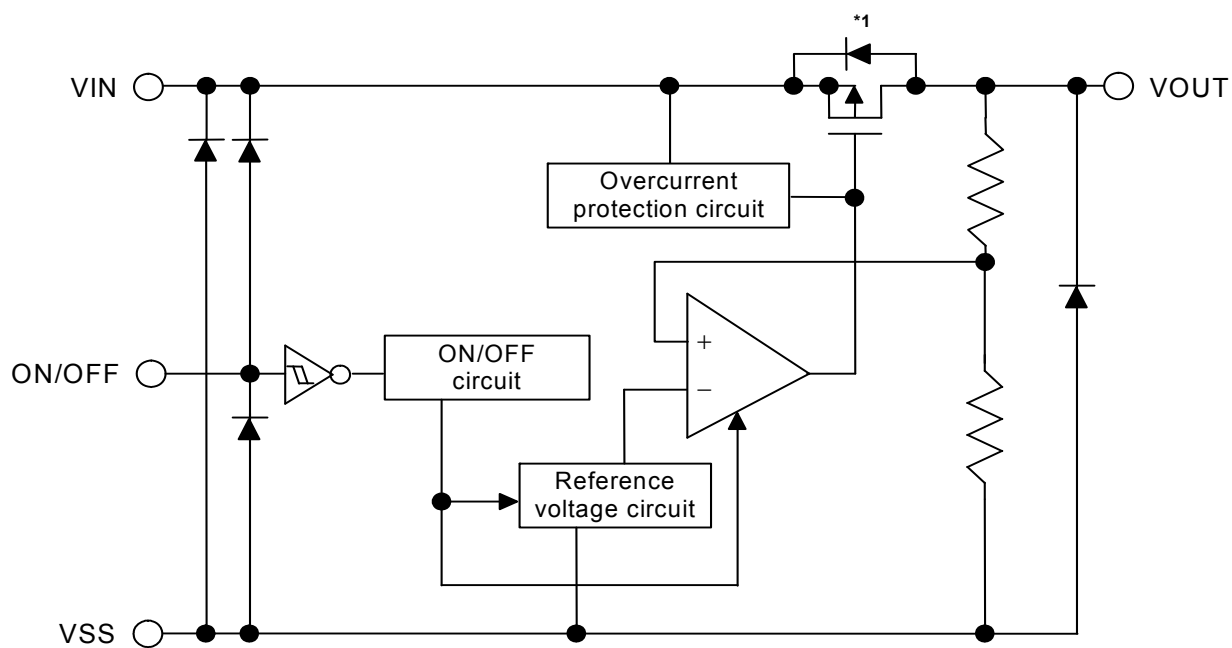 *1
VIN
VOUT
Overcurrent
protection circuit
+
−
ON/OFF
ON/OFF
circuit
Reference
voltage circuit
VSS